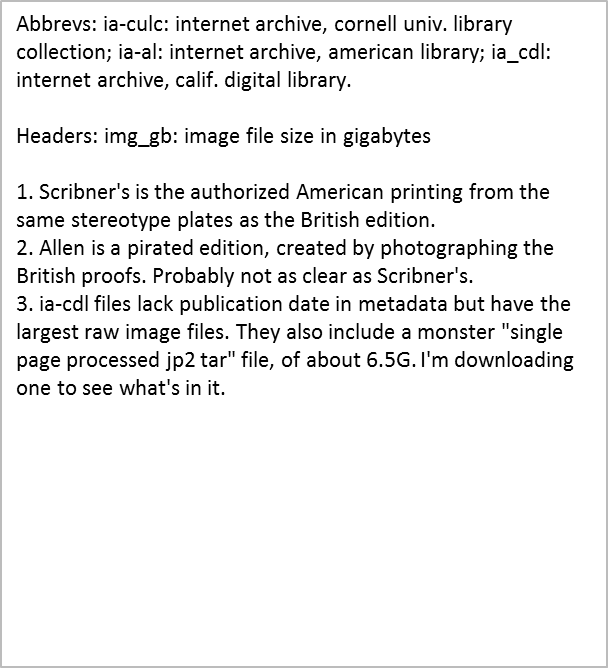 Abbrevs: ia-culc: internet archive, cornell univ. library
collection; ia-al: internet archive, american library; ia_cdl:
internet archive, calif. digital library.
Headers: img_gb: image file size in gigabytes
1. Scribner's is the authorized American printing from the
same stereotype plates as the British edition.
2. Allen is a pirated edition, created by photographing the
British proofs. Probably not as clear as Scribner's.
3. ia-cdl files lack publication date in metadata but have the
largest raw image files. They also include a monster "single
page processed jp2 tar" file, of about 6.5G. I'm downloading
one to see what's in it.